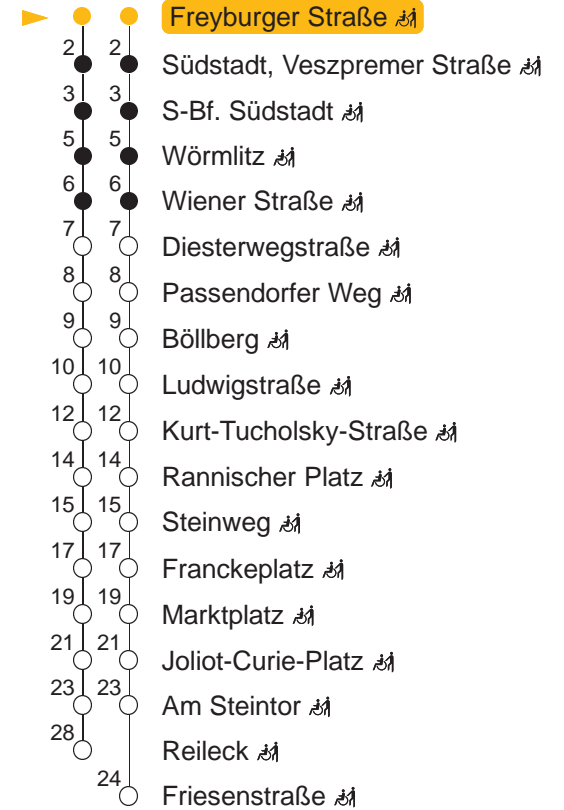 Freyburger Straße
2 2 Südstadt, Veszpremer Straße
3 3 S-Bf. Südstadt
5 5 Wörmlitz
6 6 Wiener Straße
7 7 Diesterwegstraße
8 8 Passendorfer Weg
9 9 Böllberg
10 10 Ludwigstraße
12 12 Kurt-Tucholsky-Straße
14 14 Rannischer Platz
15 15 Steinweg
17 17 Franckeplatz
19 19 Marktplatz
21 21 Joliot-Curie-Platz
23 23 Am Steintor
28 Reileck
24 Friesenstraße